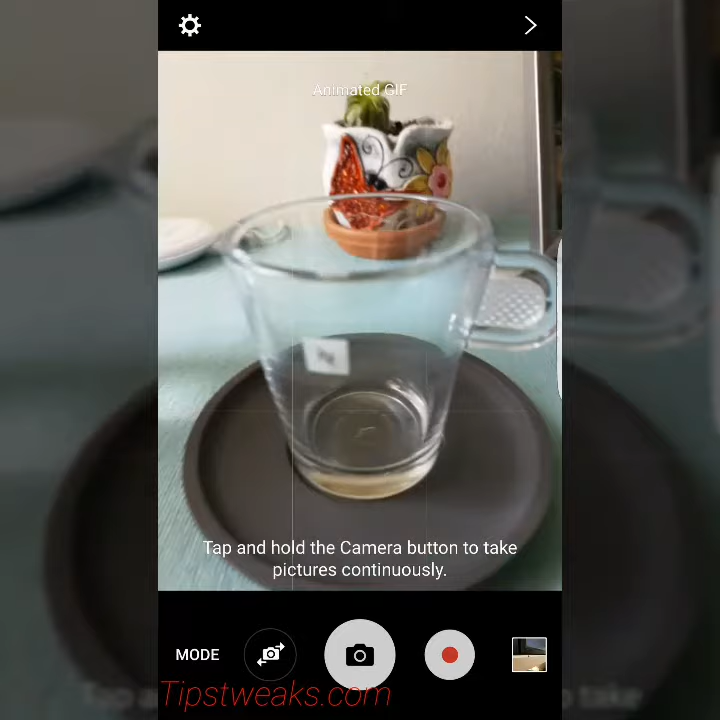 Animated GIF
Tap and hold the Camera button to take
pictures continuously.
MODE
Tipstweaks.com